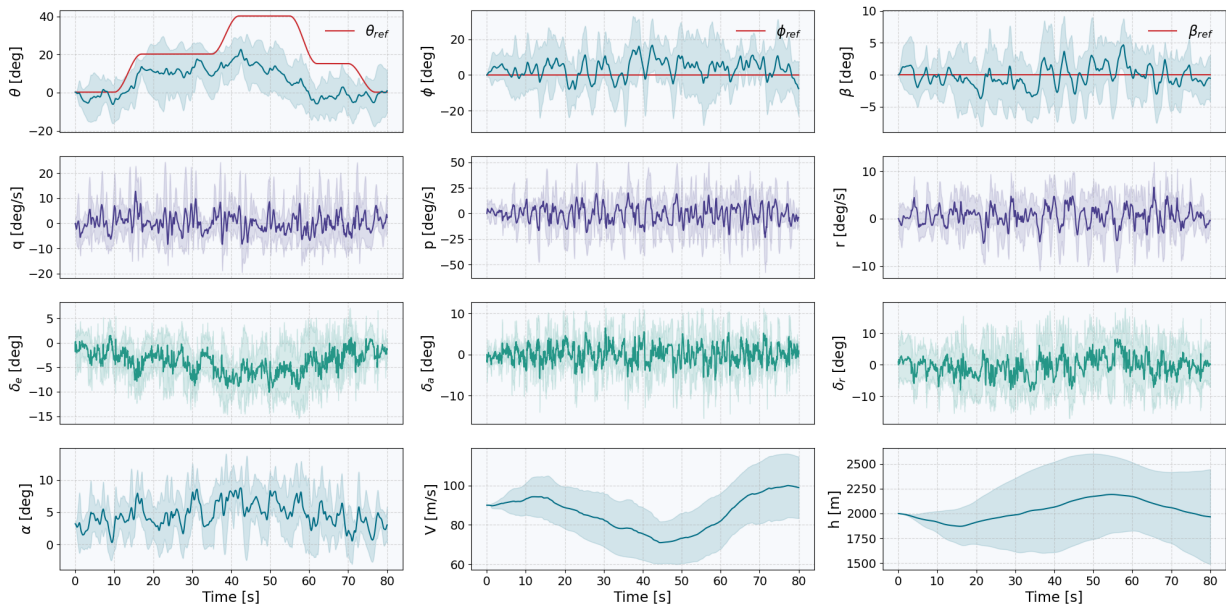 θ [deg]
40
20
0
−20
θref
ϕ [deg]
20
0
−20
ϕref
β [deg]
5
0
−5
βref
q [deg/s]
20
10
0
−10
−20
p [deg/s]
50
25
0
−25
−50
r [deg/s]
10
0
−10
δe [deg]
5
0
−5
−10
−15
δa [deg]
10
0
−10
δr [deg]
10
0
−10
α [deg]
10
5
0
0 10 20 30 40 50 60 70 80
Time [s]
V [m/s]
100
80
60
0 10 20 30 40 50 60 70 80
Time [s]
h [m]
2500
2250
2000
1750
1500
0 10 20 30 40 50 60 70 80
Time [s]